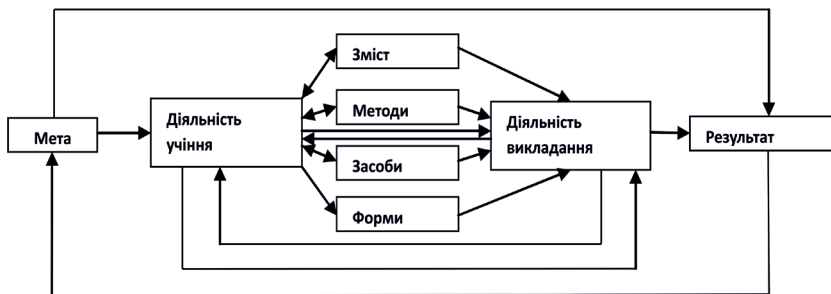 Мета
Діяльність
учіння
Зміст
Методи
Засоби
Форми
Діяльність
викладання
Результат